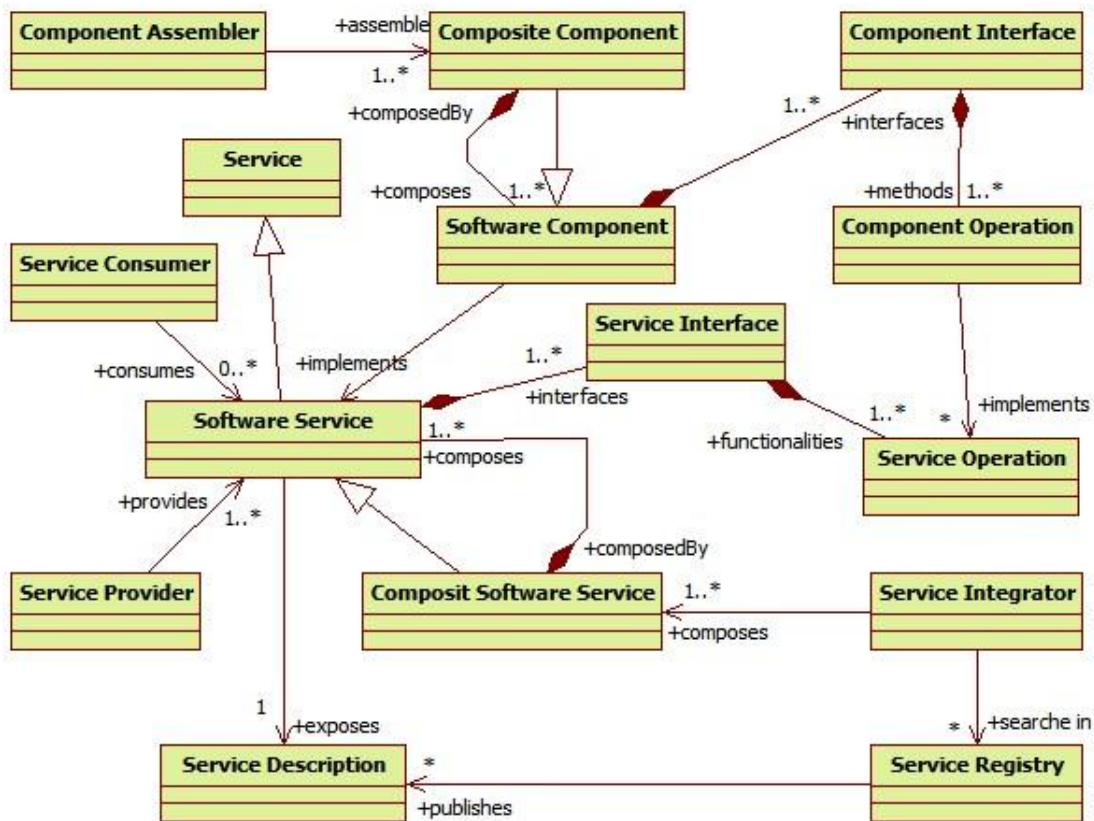 Component Assembler
+assemble
1..*
Composite Component
Component Interface
+composedBy
1..*
+interfaces
Service
+composes
1..*
+methods
1..*
Software Component
Component Operation
Service Consumer
Service Interface
+consumes
0..*
+implements
1..*
+interfaces
1..*
+functionalities
+implements
*
Software Service
1..*
+composes
Service Operation
+provides
1..*
+composedBy
Service Provider
Composit Software Service
1..*
+composes
Service Integrator
1
+exposes
*
+searche in
Service Description
*
+publishes
Service Registry